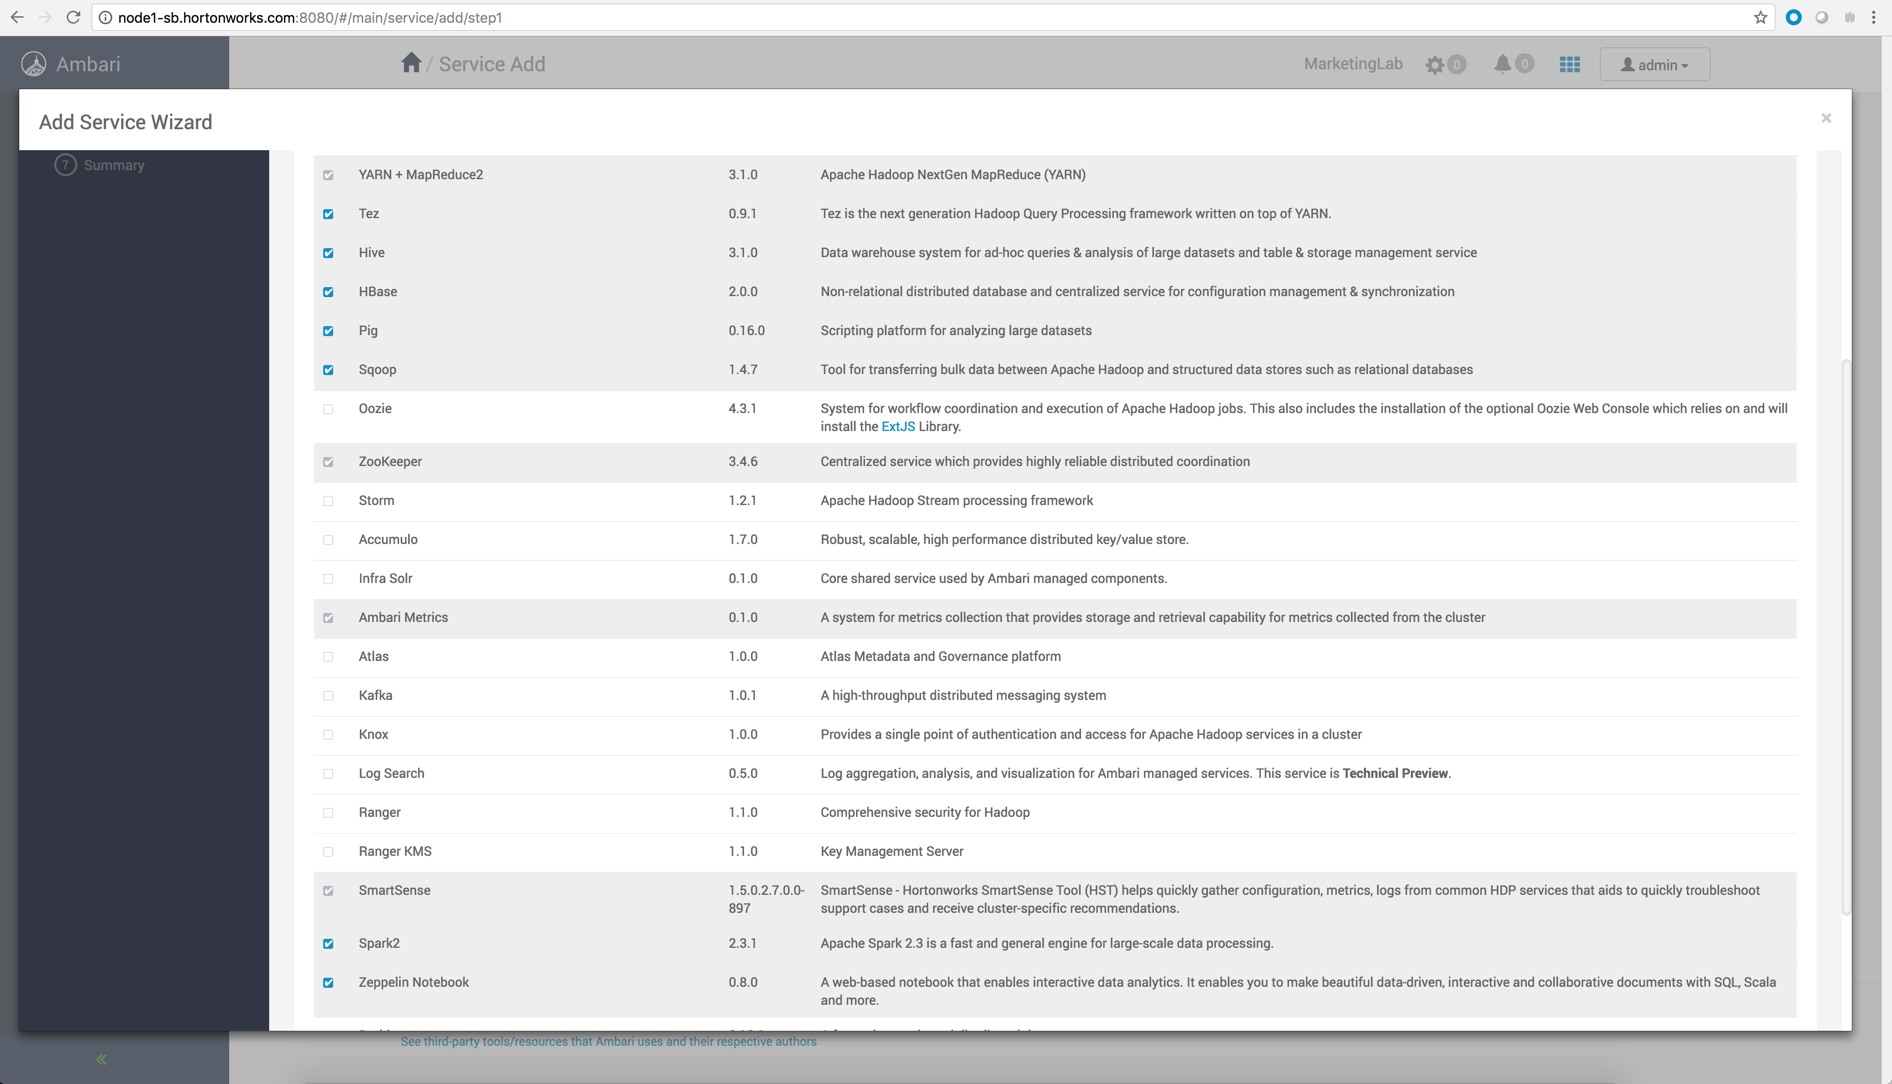 node1-sb.hortonworks.com:8080/#/main/service/add/step1
Ambari
/ Service Add
MarketingLab
0
0
admin
Add Service Wizard
×
7 Summary
YARN + MapReduce2 3.1.0 Apache Hadoop NextGen MapReduce (YARN)
Tez 0.9.1 Tez is the next generation Hadoop Query Processing framework written on top of YARN.
Hive 3.1.0 Data warehouse system for ad-hoc queries & analysis of large datasets and table & storage management service
HBase 2.0.0 Non-relational distributed database and centralized service for configuration management & synchronization
Pig 0.16.0 Scripting platform for analyzing large datasets
Sqoop 1.4.7 Tool for transferring bulk data between Apache Hadoop and structured data stores such as relational databases
Oozie 4.3.1 System for workflow coordination and execution of Apache Hadoop jobs. This also includes the installation of the optional Oozie Web Console which relies on and will
install the ExtJS Library.
ZooKeeper 3.4.6 Centralized service which provides highly reliable distributed coordination
Storm 1.2.1 Apache Hadoop Stream processing framework
Accumulo 1.7.0 Robust, scalable, high performance distributed key/value store.
Infra Solr 0.1.0 Core shared service used by Ambari managed components.
Ambari Metrics 0.1.0 A system for metrics collection that provides storage and retrieval capability for metrics collected from the cluster
Atlas 1.0.0 Atlas Metadata and Governance platform
Kafka 1.0.1 A high-throughput distributed messaging system
Knox 1.0.0 Provides a single point of authentication and access for Apache Hadoop services in a cluster
Log Search 0.5.0 Log aggregation, analysis, and visualization for Ambari managed services. This service is Technical Preview.
Ranger 1.1.0 Comprehensive security for Hadoop
Ranger KMS 1.1.0 Key Management Server
SmartSense 1.5.0.2.7.0.0- SmartSense - Hortonworks SmartSense Tool (HST) helps quickly gather configuration, metrics, logs from common HDP services that aids to quickly troubleshoot
897 support cases and receive cluster-specific recommendations.
Spark2 2.3.1 Apache Spark 2.3 is a fast and general engine for large-scale data processing.
Zeppelin Notebook 0.8.0 A web-based notebook that enables interactive data analytics. It enables you to make beautiful data-driven, interactive and collaborative documents with SQL, Scala
and more.
See third-party tools/resources that Ambari uses and their respective authors